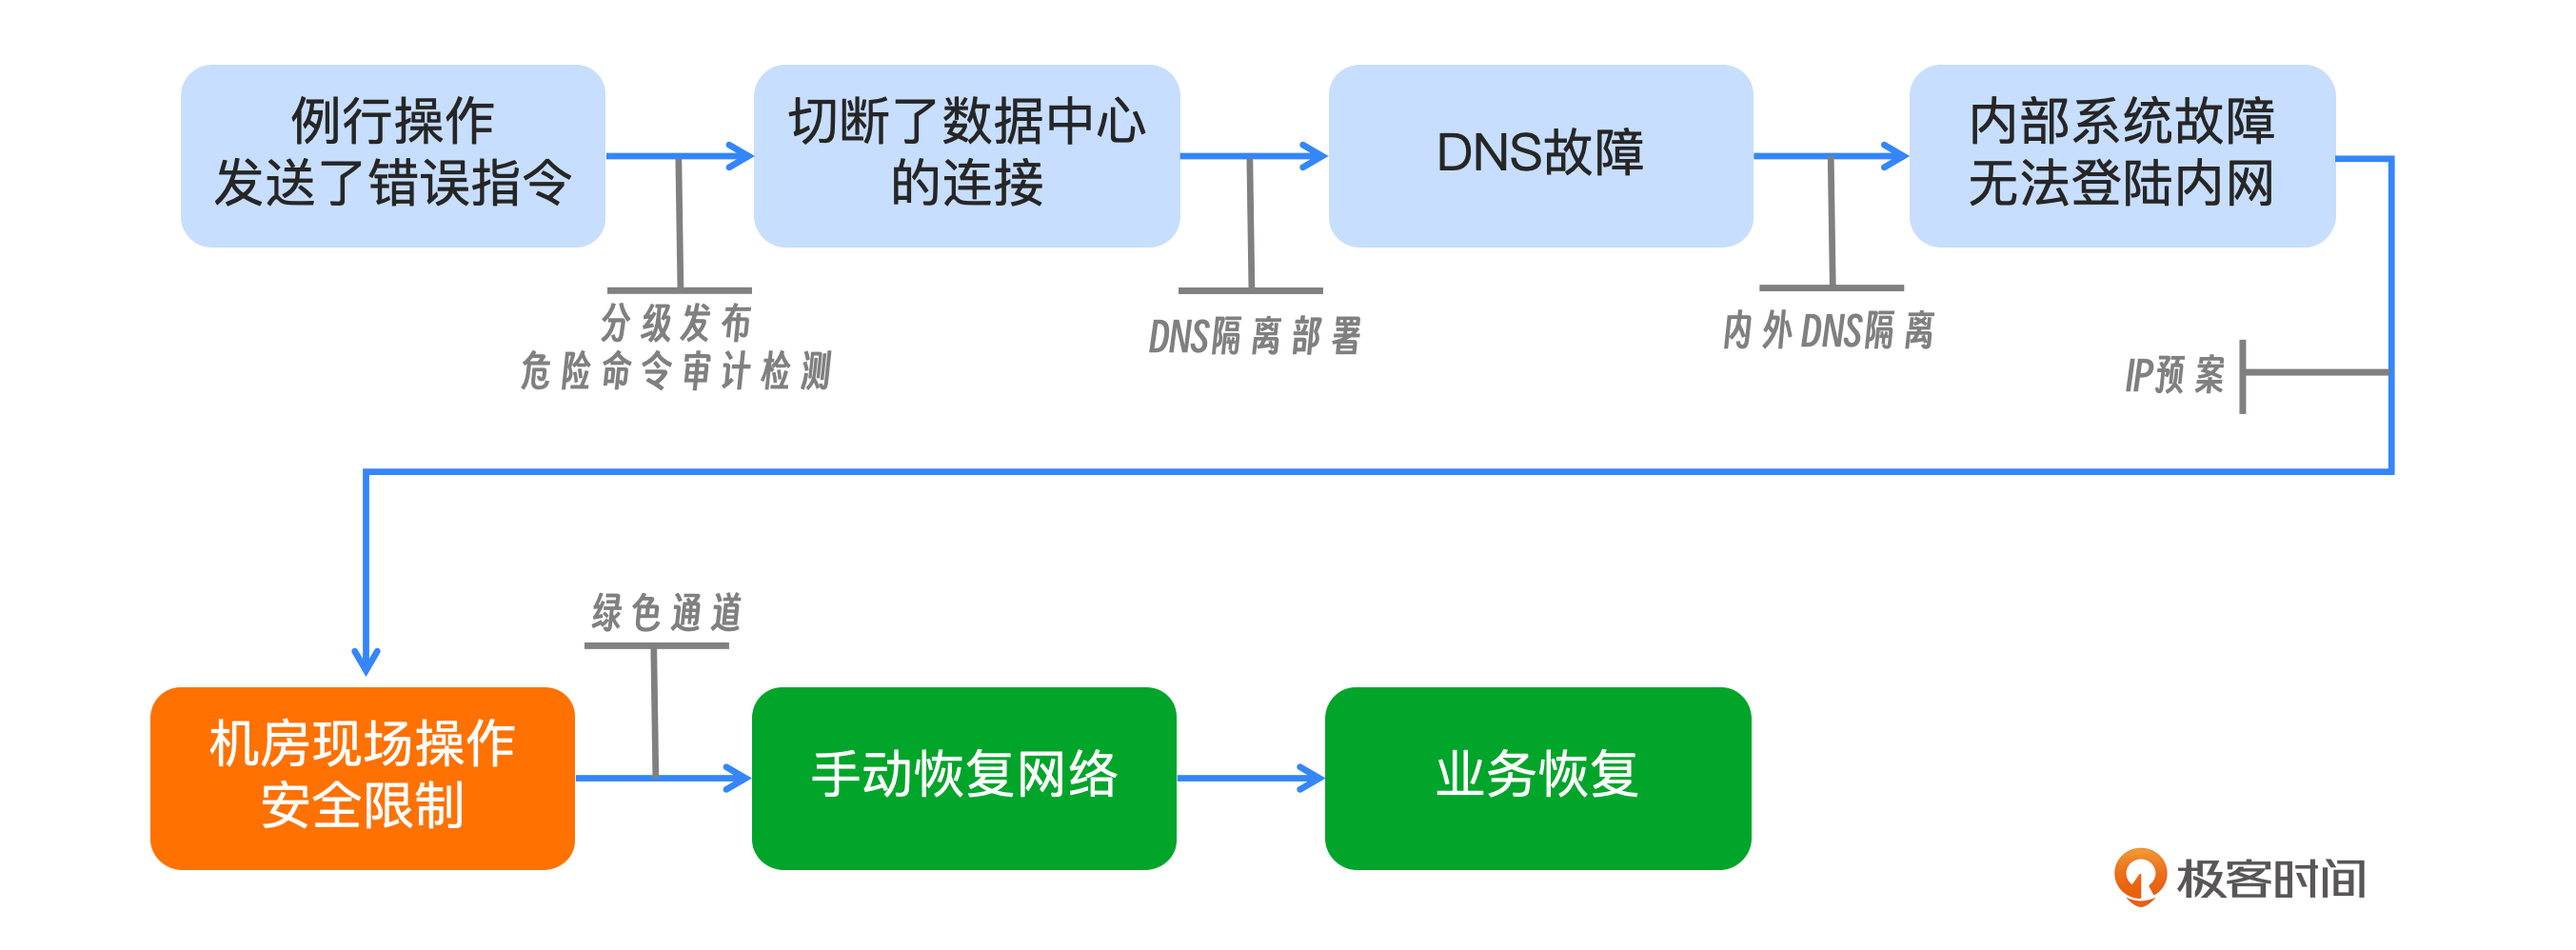 例行操作
发送了错误指令
切断了数据中心
的连接
DNS故障
内部系统故障
无法登陆内网
分级发布
危险命令审计检测
DNS隔离部署
内外DNS隔离
IP预案
绿色通道
机房现场操作
安全限制
手动恢复网络
业务恢复
极客时间